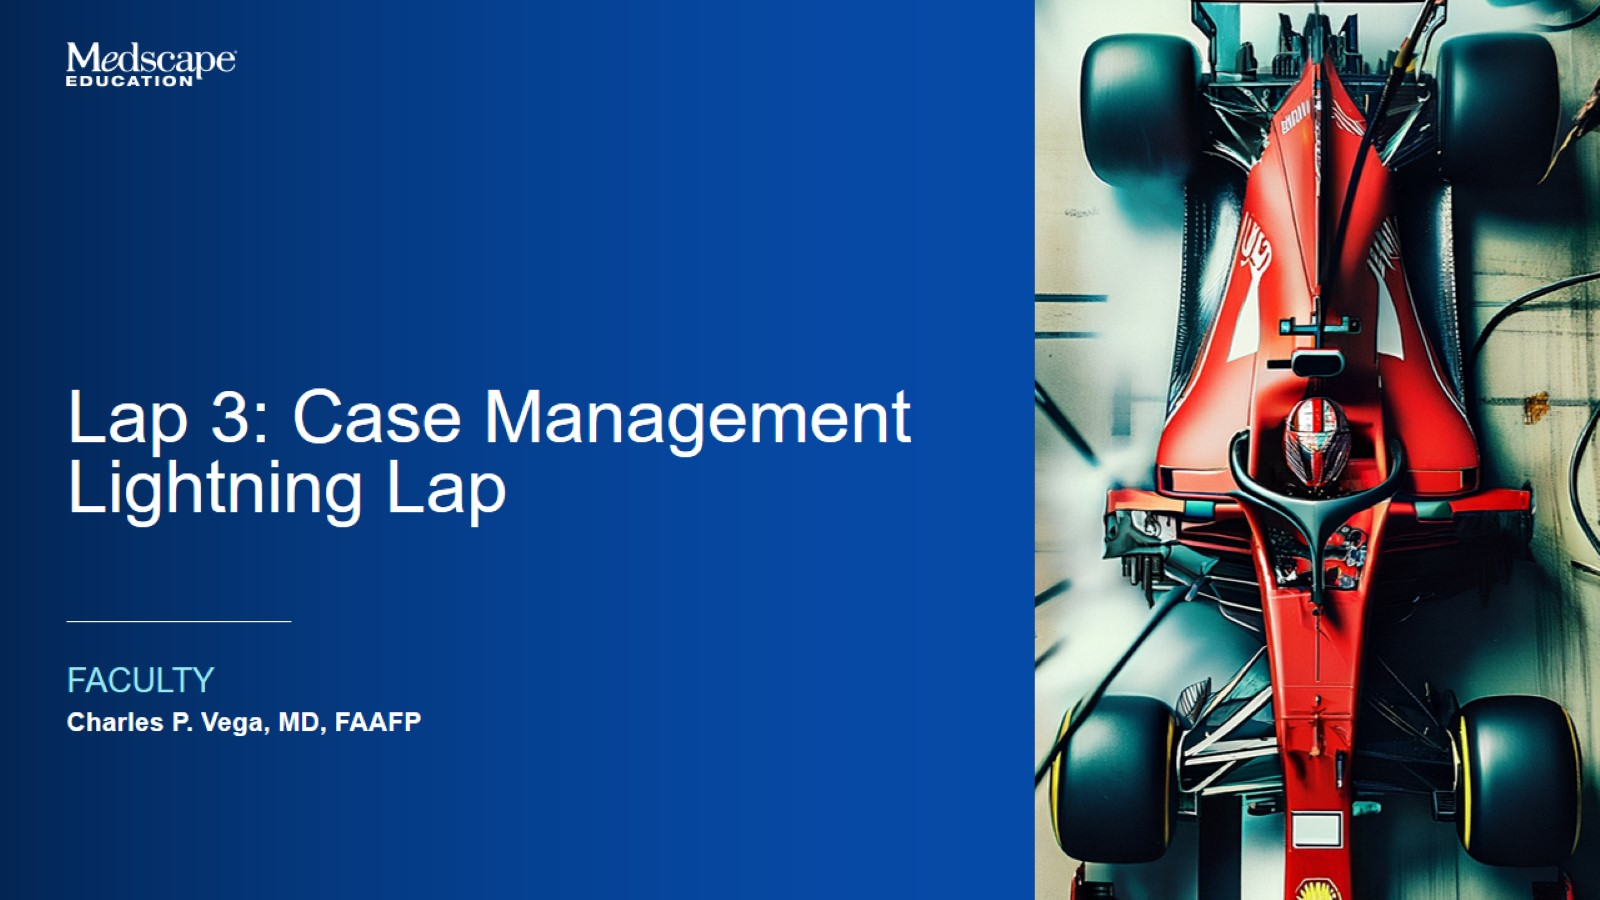 Medscape
EDUCATION
Lap 3: Case Management
Lightning Lap
FACULTY
Charles P. Vega, MD, FAAFP